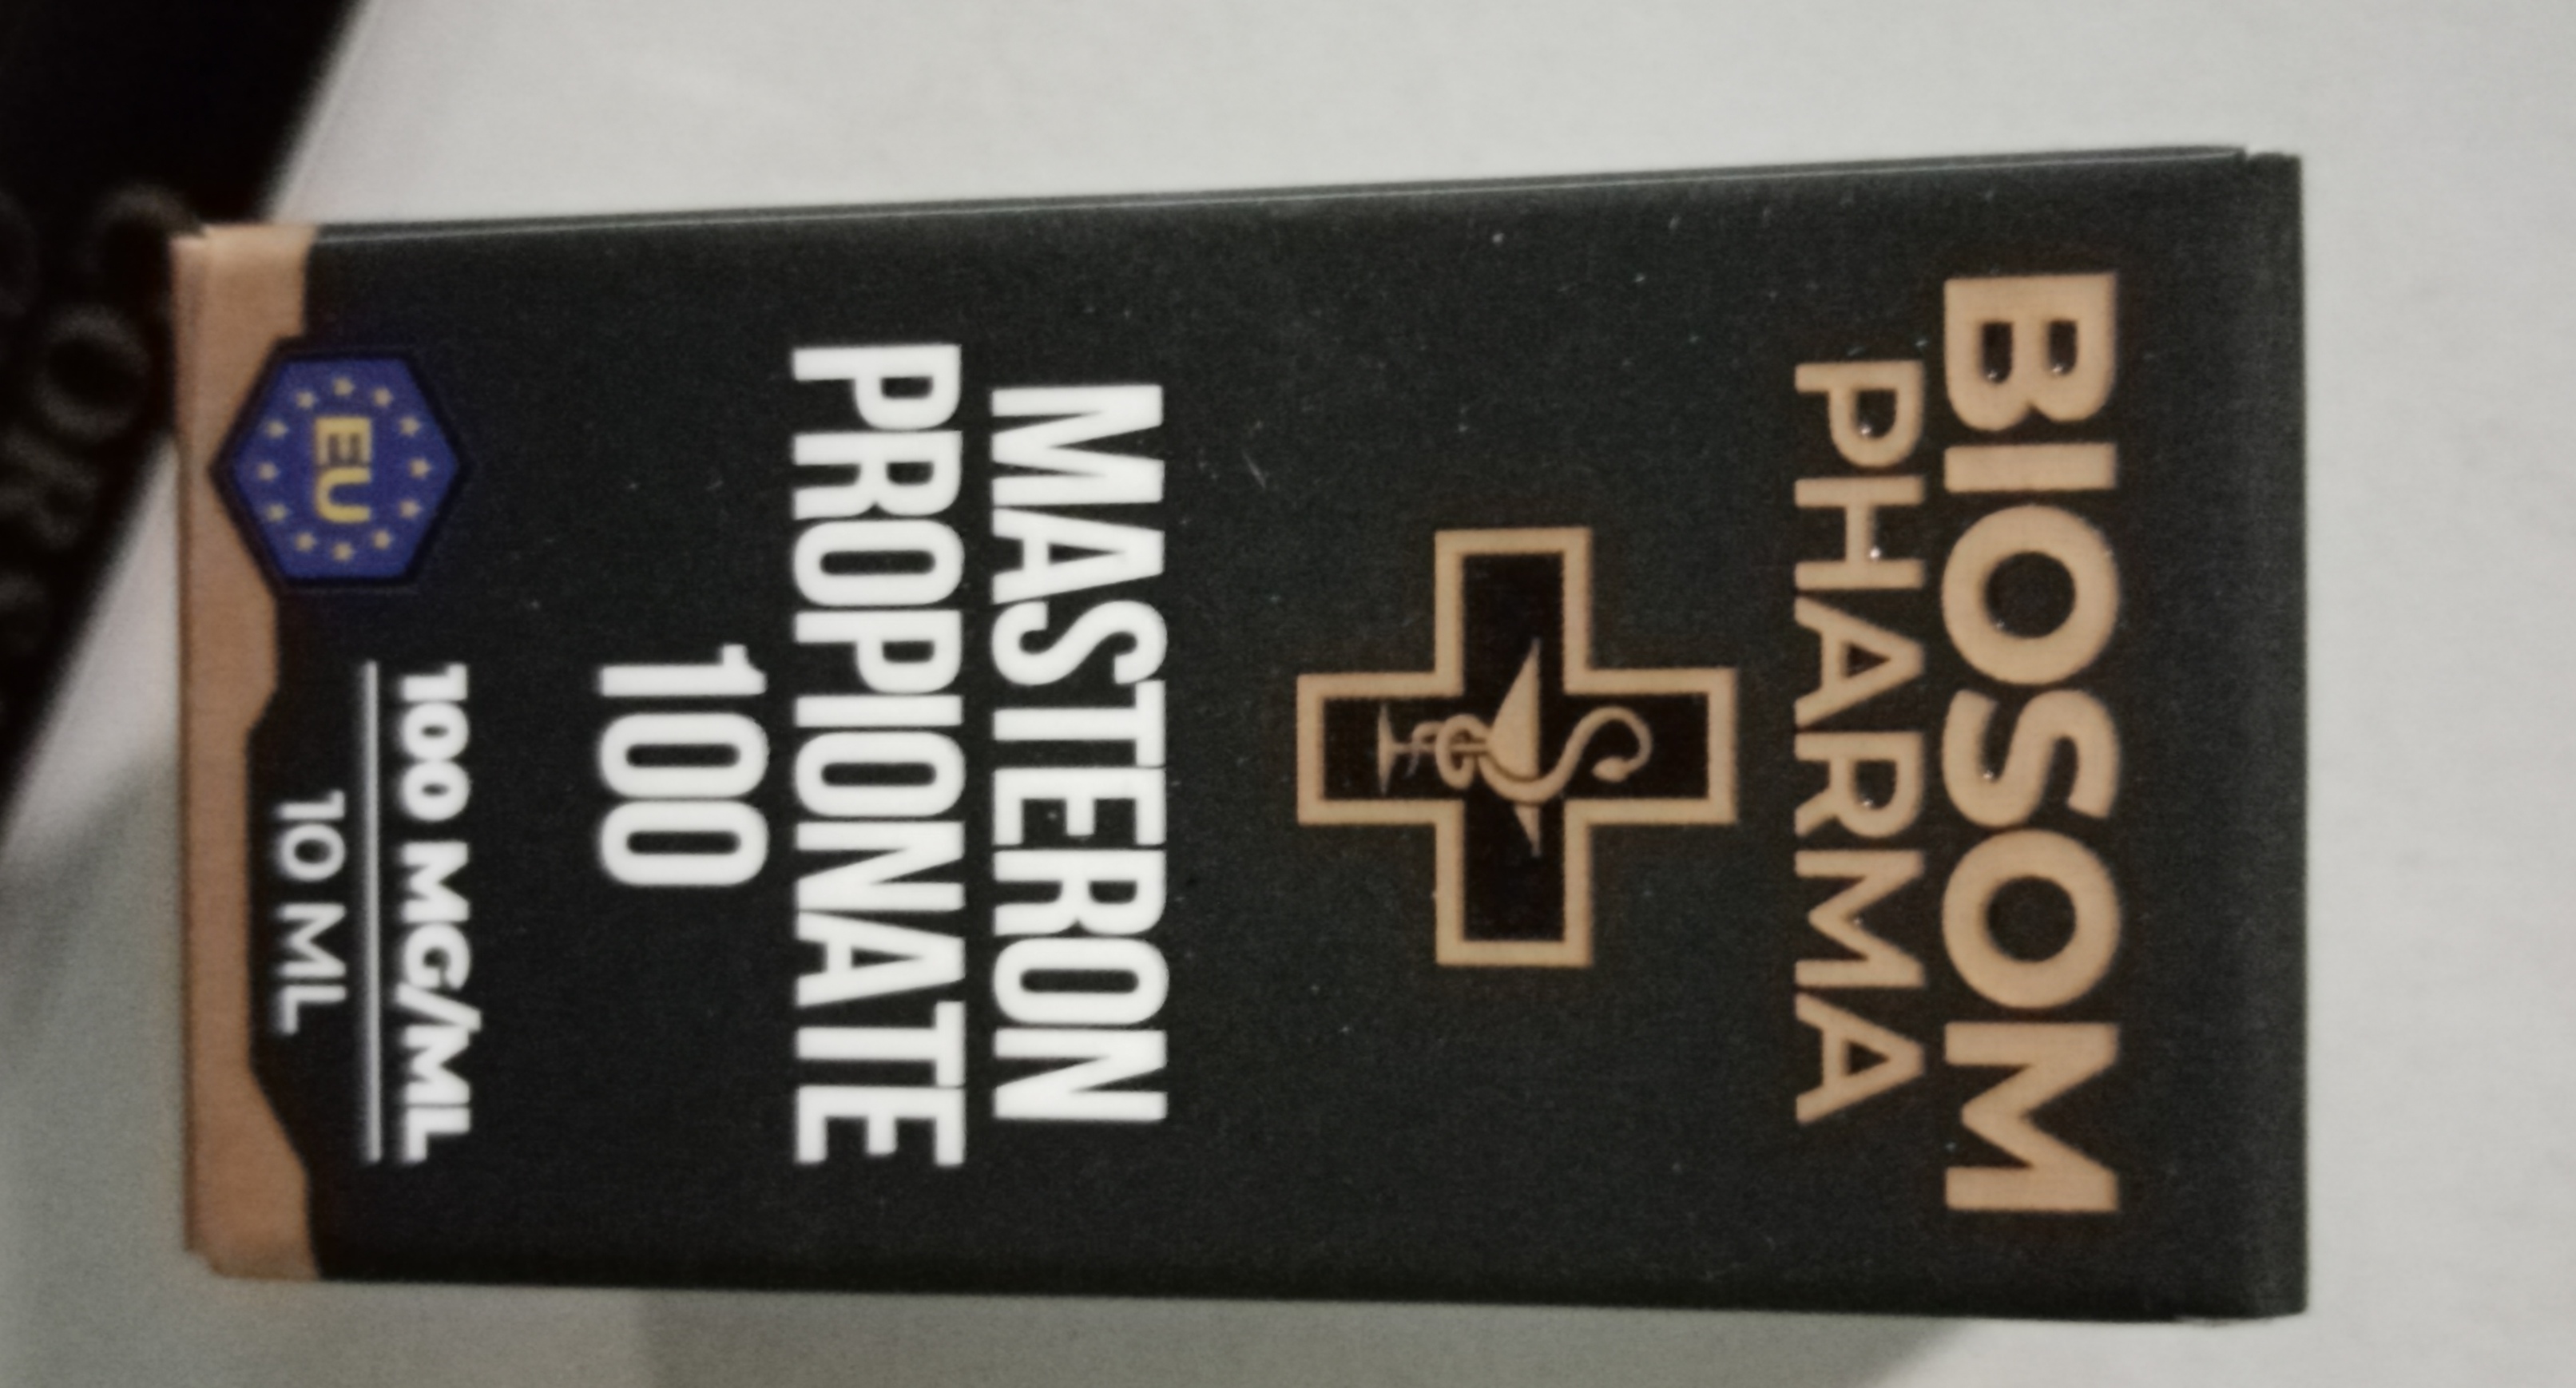 BIOSOM
PHARMA
MASTERON
PROPIONATE
100
EU
100 MG/ML
10 ML